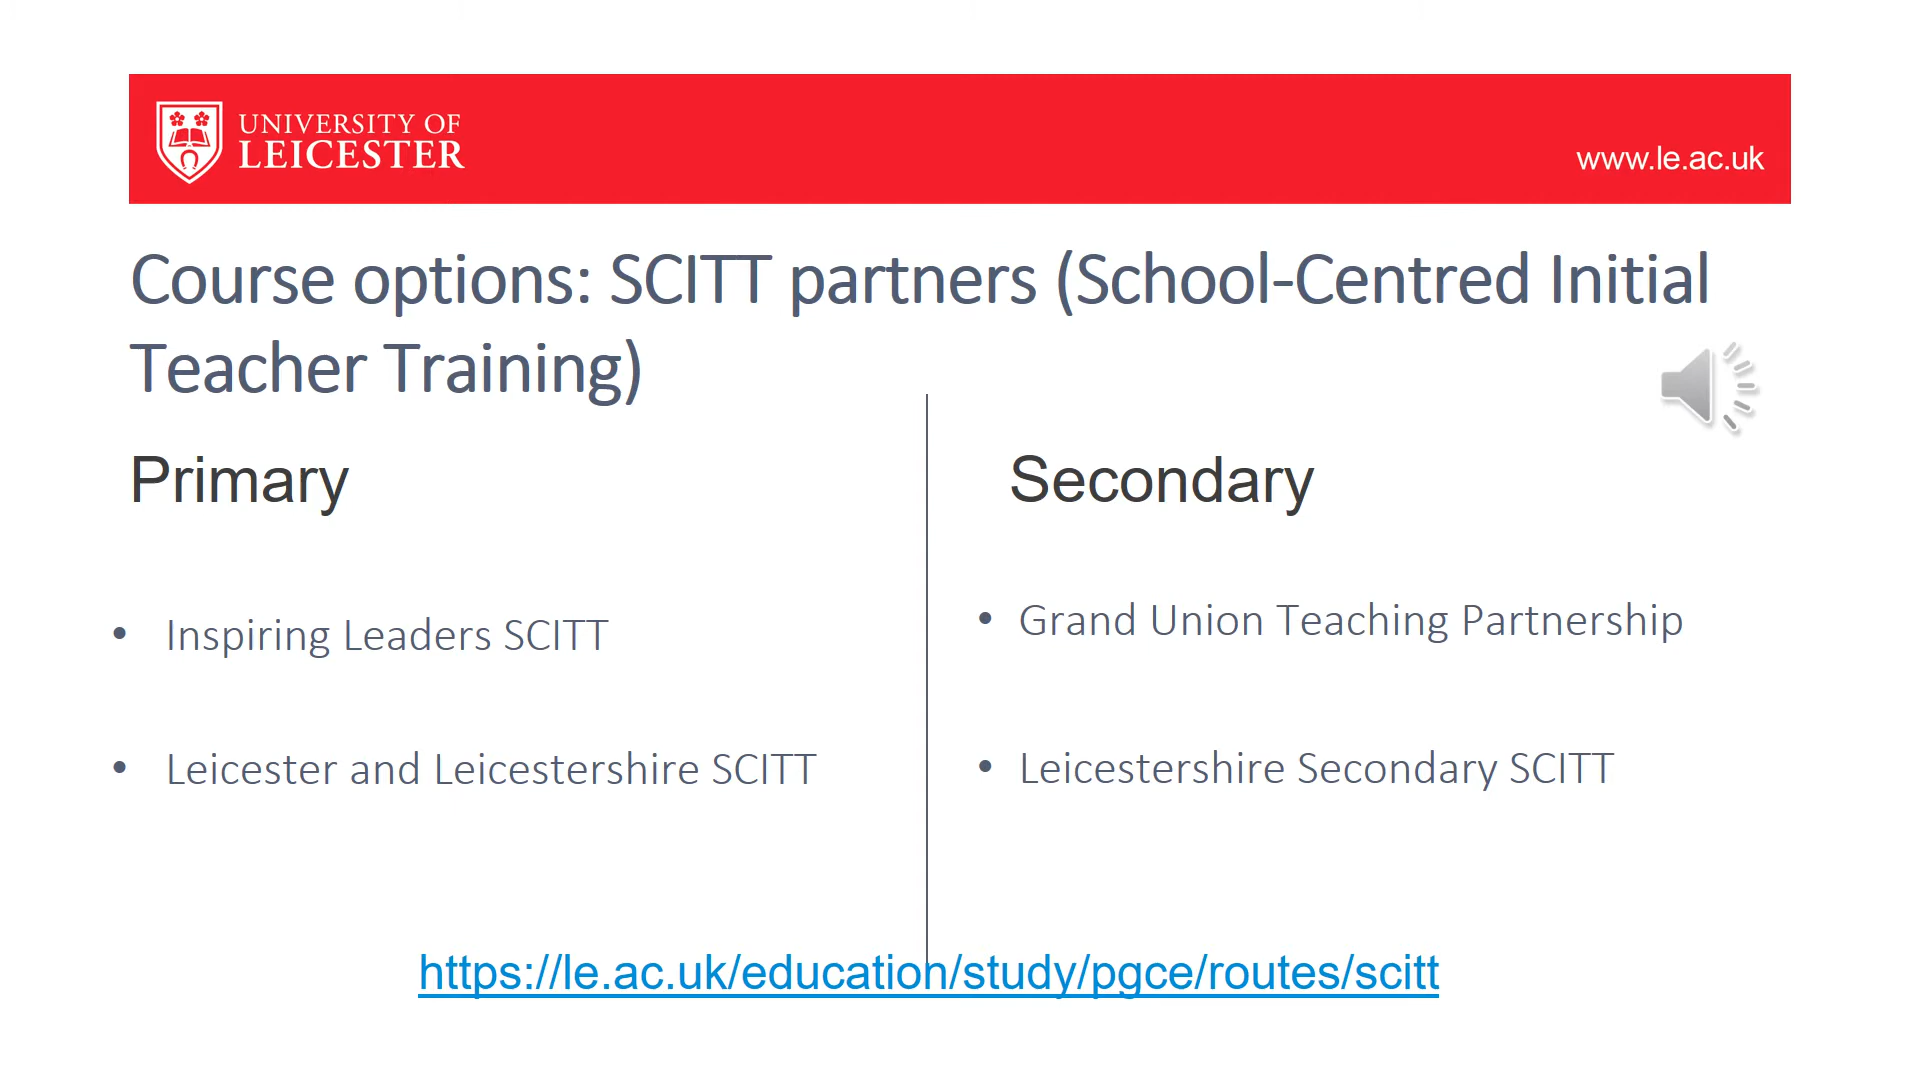 UNIVERSITY OF
LEICESTER
www.le.ac.uk
Course options: SCITT partners (School-Centred Initial
Teacher Training)
Primary
• Inspiring Leaders SCITT
• Leicester and Leicestershire SCITT
Secondary
• Grand Union Teaching Partnership
• Leicestershire Secondary SCITT
https://le.ac.uk/education/study/pgce/routes/scitt